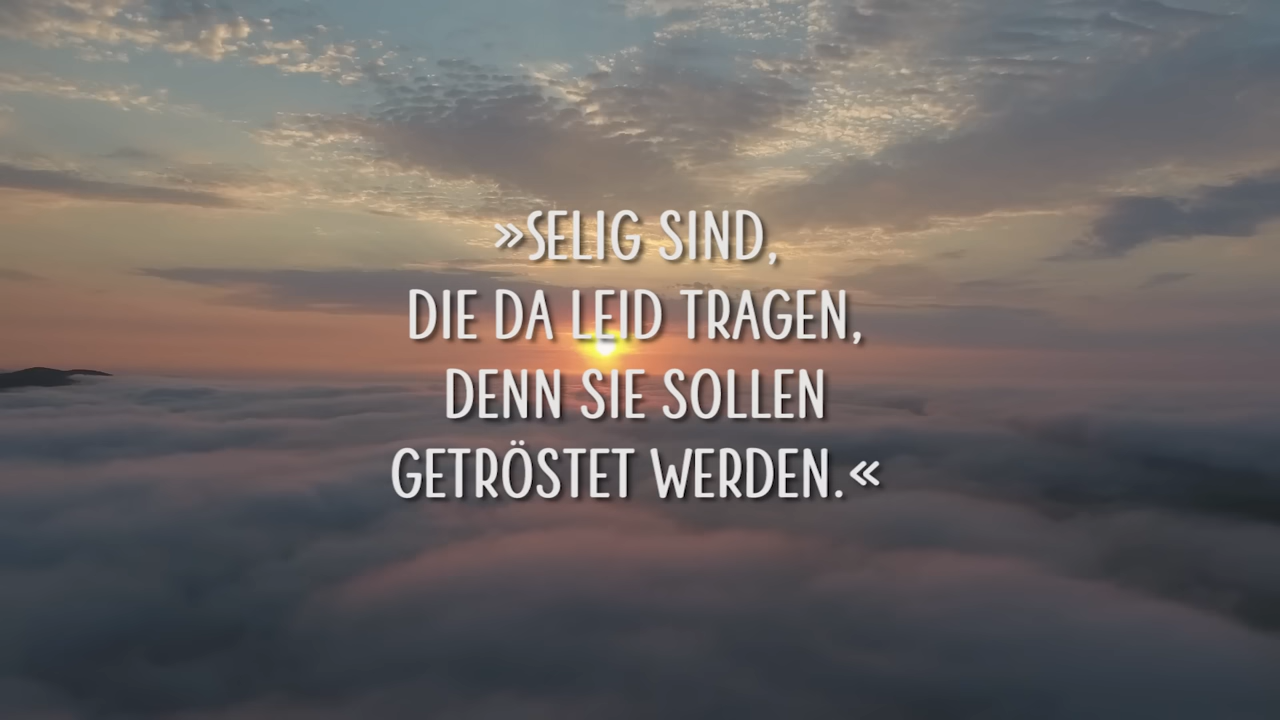 »SELIG SIND,
DIE DA LEID TRAGEN,
DENN SIE SOLLEN
GETRÖSTET WERDEN.«